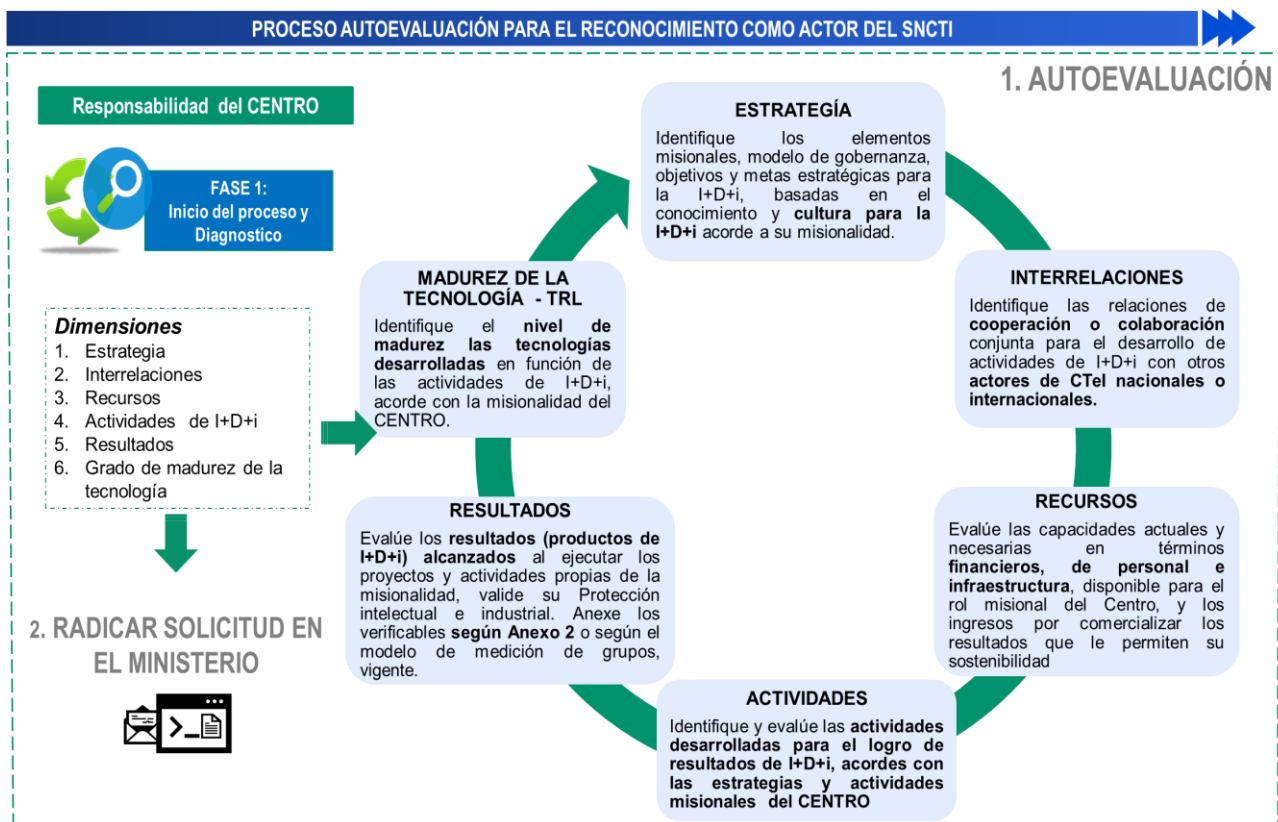 PROCESO AUTOEVALUACIÓN PARA EL RECONOCIMIENTO COMO ACTOR DEL SNCTI
1. AUTOEVALUACIÓN
Responsabilidad del CENTRO
FASE 1:
Inicio del proceso y
Diagnostico
Dimensiones
1. Estrategia
2. Interrelaciones
3. Recursos
4. Actividades de I+D+i
5. Resultados
6. Grado de madurez de la
tecnología
2. RADICAR SOLICITUD EN
EL MINISTERIO
ESTRATEGÍA
Identifique los elementos
misionales, modelo de gobernanza,
objetivos y metas estratégicas para
la I+D+i, basadas en el
conocimiento y cultura para la
I+D+i acorde a su misionalidad.
INTERRELACIONES
Identifique las relaciones de
cooperación o colaboración
conjunta para el desarrollo de
actividades de I+D+i con otros
actores de CTeI nacionales o
internacionales.
RECURSOS
Evalúe las capacidades actuales y
necesarias en términos
financieros, de personal e
infraestructura, disponible para el
rol misional del Centro, y los
ingresos por comercializar los
resultados que le permiten su
sostenibilidad
ACTIVIDADES
Identifique y evalúe las actividades
desarrolladas para el logro de
resultados de I+D+i, acordes con
las estrategias y actividades
misionales del CENTRO
RESULTADOS
Evalúe los resultados (productos de
I+D+i) alcanzados al ejecutar los
proyectos y actividades propias de la
misionalidad, valide su Protección
intelectual e industrial. Anexe los
verificables según Anexo 2 o según el
modelo de medición de grupos,
vigente.
MADUREZ DE LA
TECNOLOGÍA - TRL
Identifique el nivel de
madurez las tecnologías
desarrolladas en función de
las actividades de I+D+i,
acorde con la misionalidad del
CENTRO.